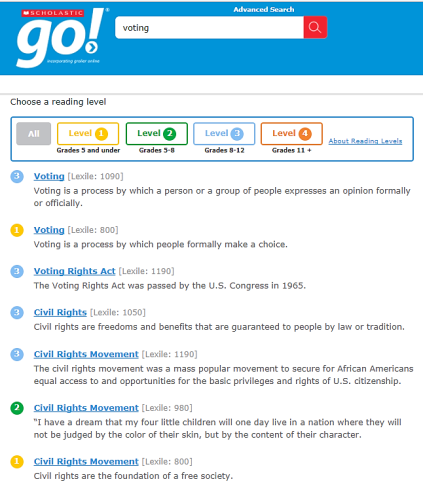 Advanced Search
SCHOLASTIC
go!
incorporating grolier online
voting
Choose a reading level
All Level 1 Level 2 Level 3 Level 4
Grades 5 and under Grades 5-8 Grades 8-12 Grades 11 + About Reading Levels
3 Voting [Lexile: 1090]
Voting is a process by which a person or a group of people expresses an opinion formally
or officially.
1 Voting [Lexile: 800]
Voting is a process by which people formally make a choice.
3 Voting Rights Act [Lexile: 1190]
The Voting Rights Act was passed by the U.S. Congress in 1965.
3 Civil Rights [Lexile: 1050]
Civil rights are freedoms and benefits that are guaranteed to people by law or tradition.
3 Civil Rights Movement [Lexile: 1190]
The civil rights movement was a mass popular movement to secure for African Americans
equal access to and opportunities for the basic privileges and rights of U.S. citizenship.
2 Civil Rights Movement [Lexile: 980]
“I have a dream that my four little children will one day live in a nation where they will
not be judged by the color of their skin, but by the content of their character.
1 Civil Rights Movement [Lexile: 800]
Civil rights are the foundation of a free society.